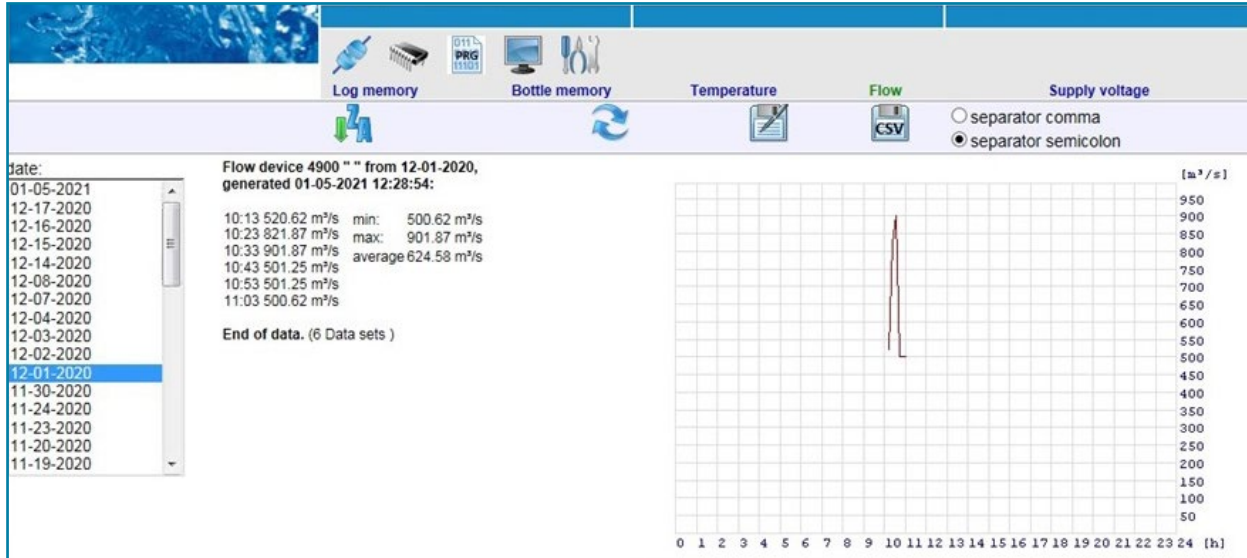 011
PRG
11101
Log memory Bottle memory Temperature Flow Supply voltage
Z
A
CSV
separator comma
separator semicolon
date:
01-05-2021
12-17-2020
12-16-2020
12-15-2020
12-14-2020
12-08-2020
12-07-2020
12-04-2020
12-03-2020
12-02-2020
12-01-2020
11-30-2020
11-24-2020
11-23-2020
11-20-2020
11-19-2020
Flow device 4900 " " from 12-01-2020,
generated 01-05-2021 12:28:54:
10:13 520.62 m³/s min: 500.62 m³/s
10:23 821.87 m³/s max: 901.87 m³/s
10:33 901.87 m³/s average 624.58 m³/s
10:43 501.25 m³/s
10:53 501.25 m³/s
11:03 500.62 m³/s
End of data. (6 Data sets )
[m³/s]
950
900
850
800
750
700
650
600
550
500
450
400
350
300
250
200
150
100
50
0 1 2 3 4 5 6 7 8 9 10 11 12 13 14 15 16 17 18 19 20 21 22 23 24 [h]